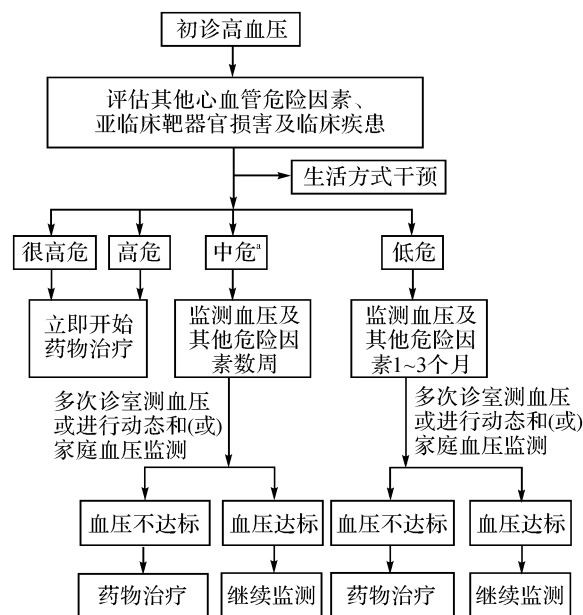 初诊高血压
评估其他心血管危险因素、
亚临床靶器官损害及临床疾患
生活方式干预
很高危
高危
中危ª
低危
立即开始
药物治疗
监测血压及
其他危险因
素数周
监测血压及
其他危险因
素1~3个月
多次诊室测血压
或进行动态和(或)
家庭血压监测
多次诊室测血压
或进行动态和(或)
家庭血压监测
血压不达标
血压达标
血压不达标
血压达标
药物治疗
继续监测
药物治疗
继续监测